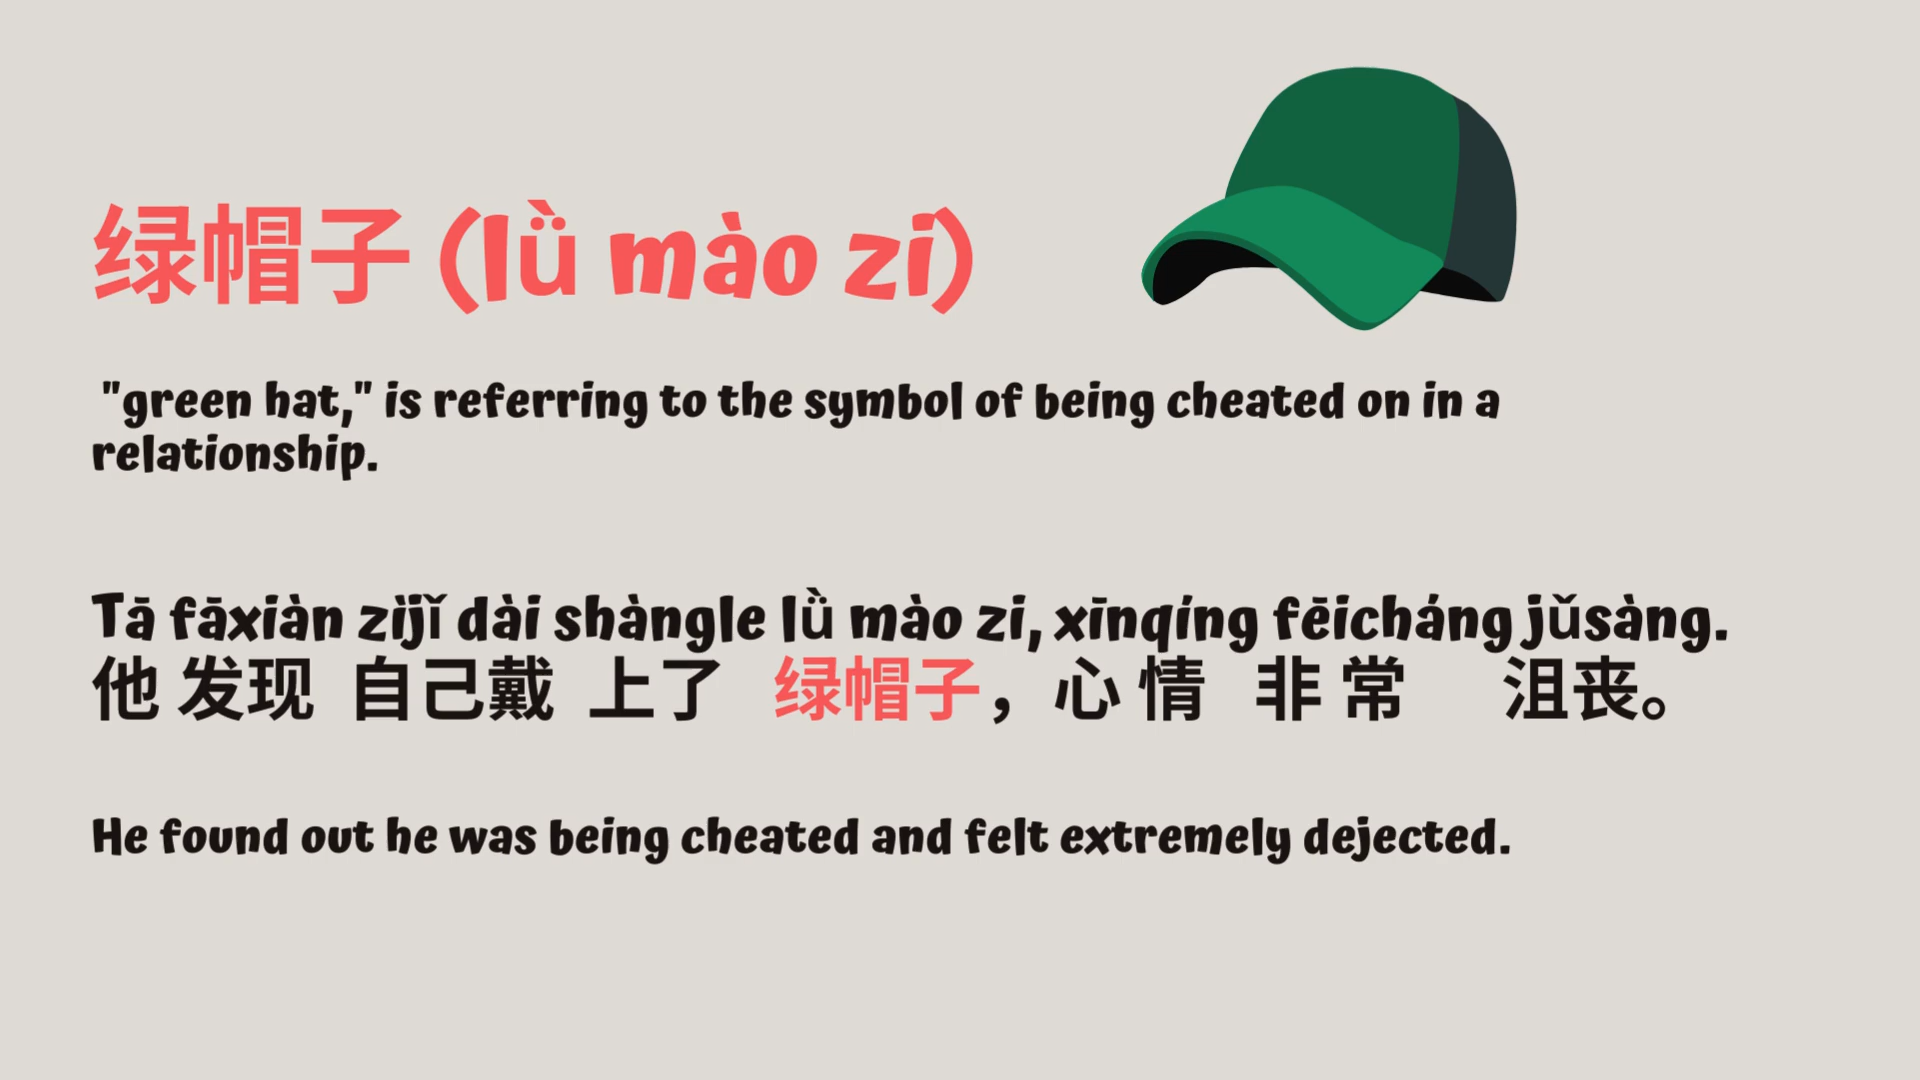 绿帽子 (lǜ mào zi)
"green hat," is referring to the symbol of being cheated on in a
relationship.
Tā fāxiàn zìjǐ dài shàngle lǜ mào zi, xīnqíng fēicháng jǔsàng.
他 发现 自己戴 上了 绿帽子，心 情 非 常 沮丧。
He found out he was being cheated and felt extremely dejected.